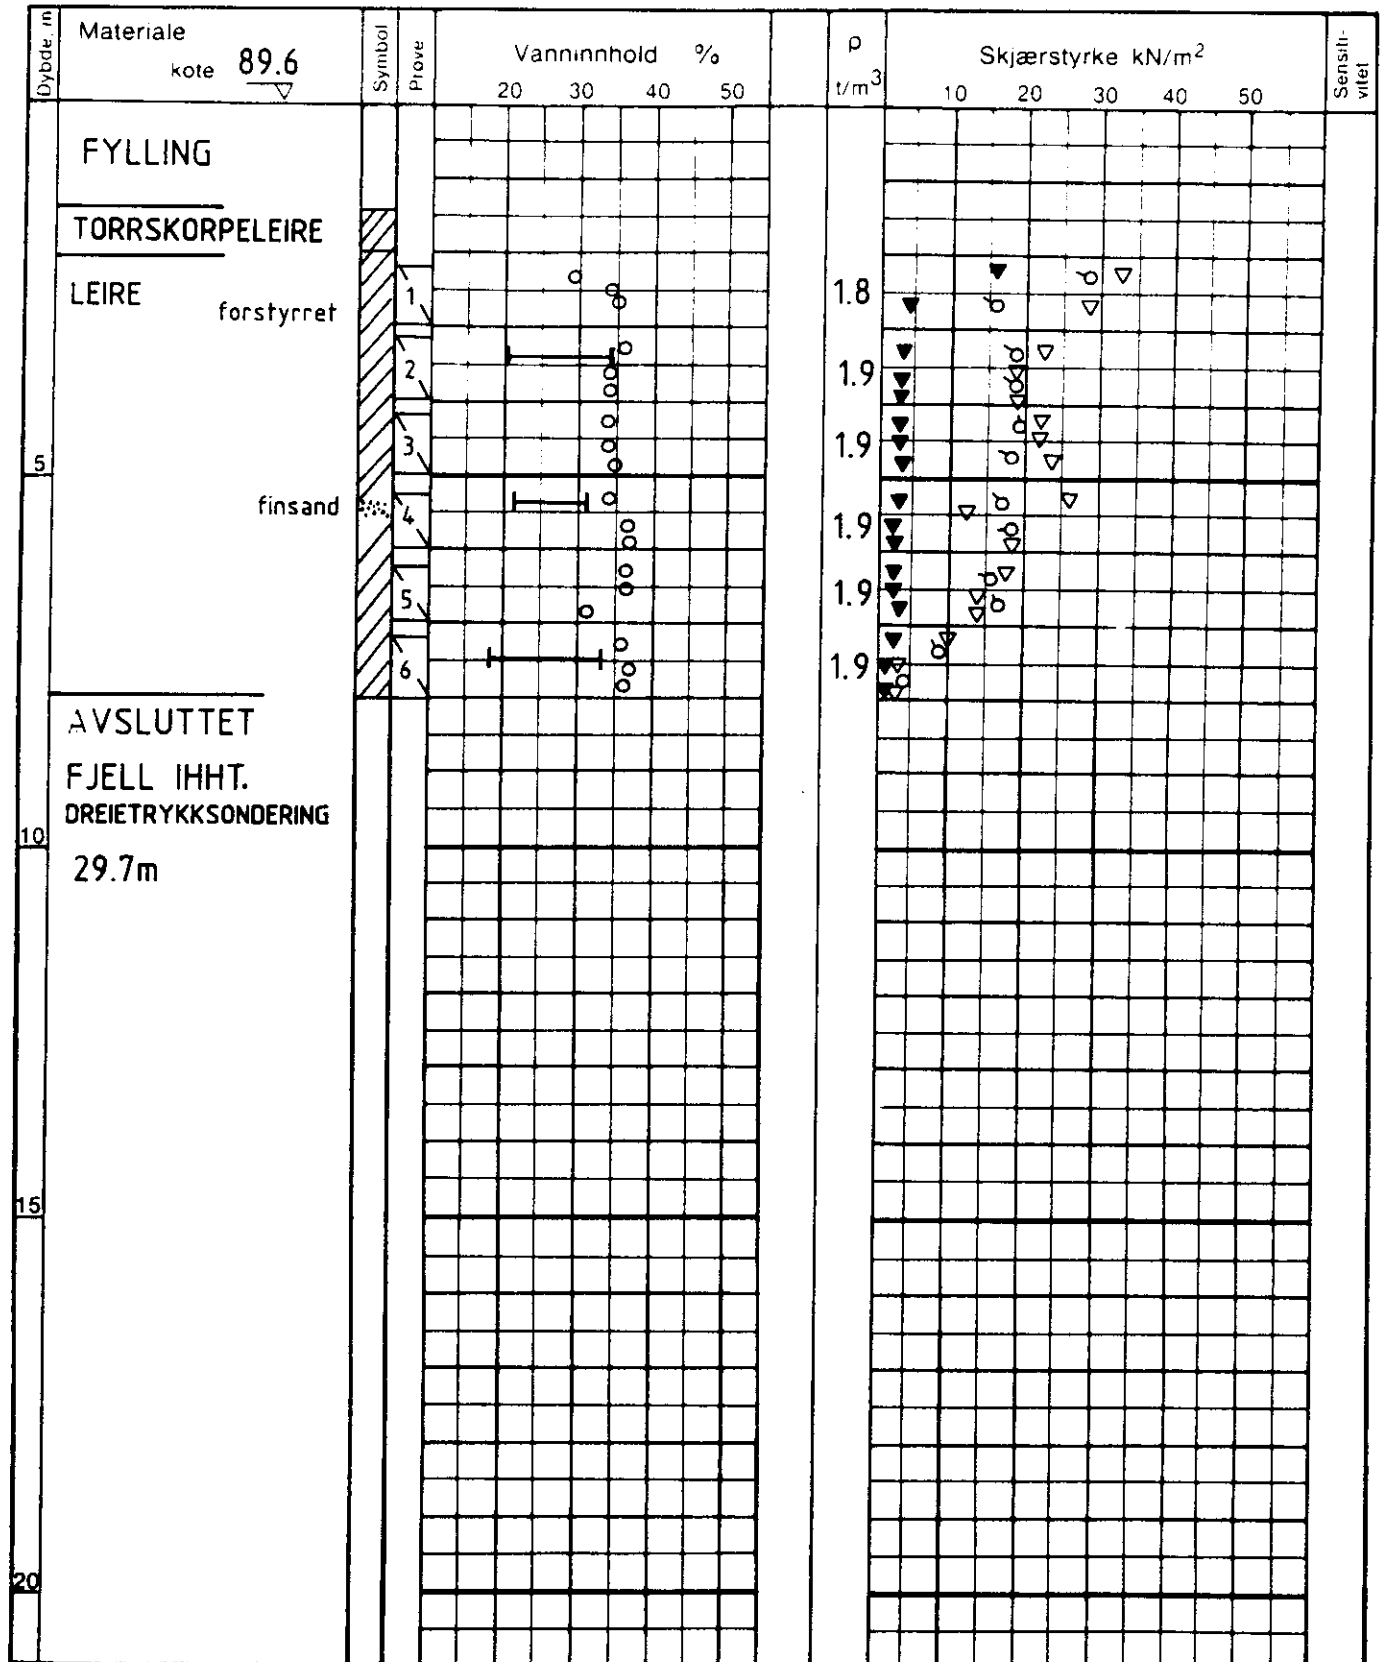 Dybde, m
Materiale
kote 89.6
Symbol
Prøve
Vanninnhold %
20 30 40 50
ρ
t/m³
Skjærstyrke kN/m²
10 20 30 40 50
Sensiti-
vitet
FYLLING
TORRSKORPELEIRE
LEIRE
forstyrret
1
1.8
2
1.9
3
1.9
5
finsand
4
1.9
5
1.9
6
1.9
AVSLUTTET
FJELL IHHT.
DREIETRYKKSONDERING
10
29.7m
15
20